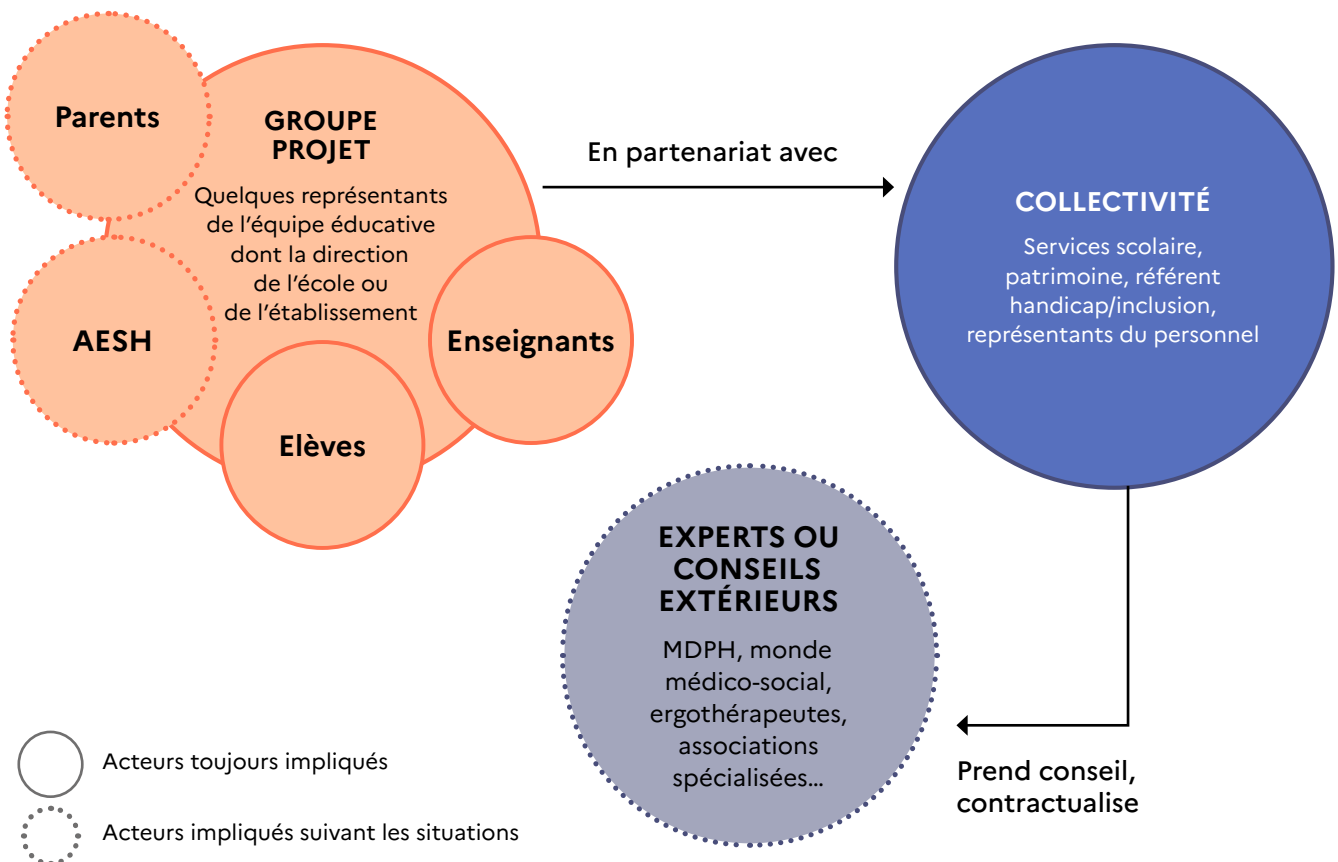 Parents
GROUPE
PROJET
Quelques représentants
de l'équipe éducative
dont la direction
de l'école ou
de l'établissement
AESH
Enseignants
Elèves
En partenariat avec
COLLECTIVITÉ
Services scolaire,
patrimoine, référent
handicap/inclusion,
représentants du personnel
EXPERTS OU
CONSEILS
EXTÉRIEURS
MDPH, monde
médico-social,
ergothérapeutes,
associations
spécialisées…
Prend conseil,
contractualise
Acteurs toujours impliqués
Acteurs impliqués suivant les situations